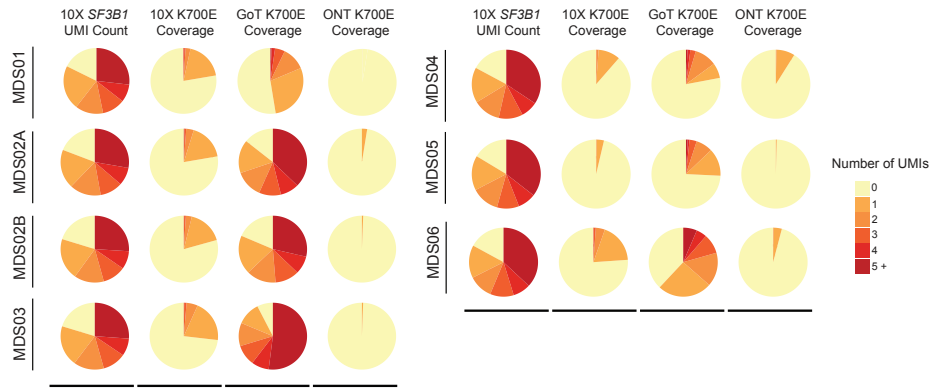 10X SF3B1 UMI Count
10X K700E Coverage
GoT K700E Coverage
ONT K700E Coverage
MDS01
MDS02A
MDS02B
MDS03
10X SF3B1 UMI Count
10X K700E Coverage
GoT K700E Coverage
ONT K700E Coverage
MDS04
MDS05
MDS06
Number of UMIs
0
1
2
3
4
5 +